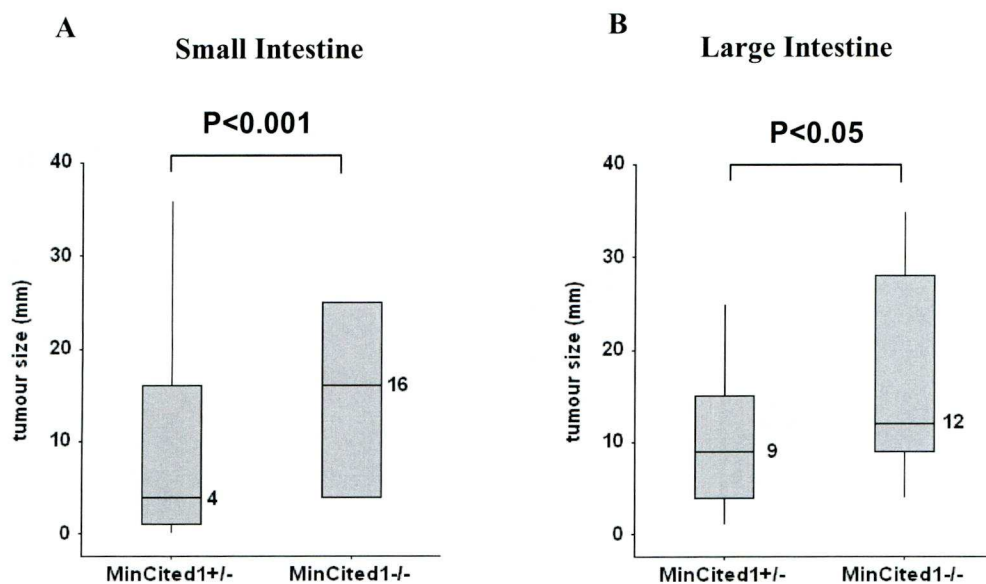 A
Small Intestine
P<0.001
tumour size (mm)
40
30
20
10
0
4
16
MinCited1+/-
MinCited1-/-
B
Large Intestine
P<0.05
tumour size (mm)
40
30
20
10
0
9
12
MinCited1+/-
MinCited1-/-